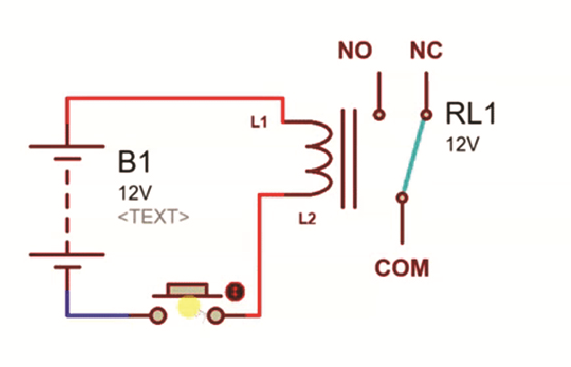 NO NC
L1
RL1
12V
B1
12V
<TEXT>
L2
COM